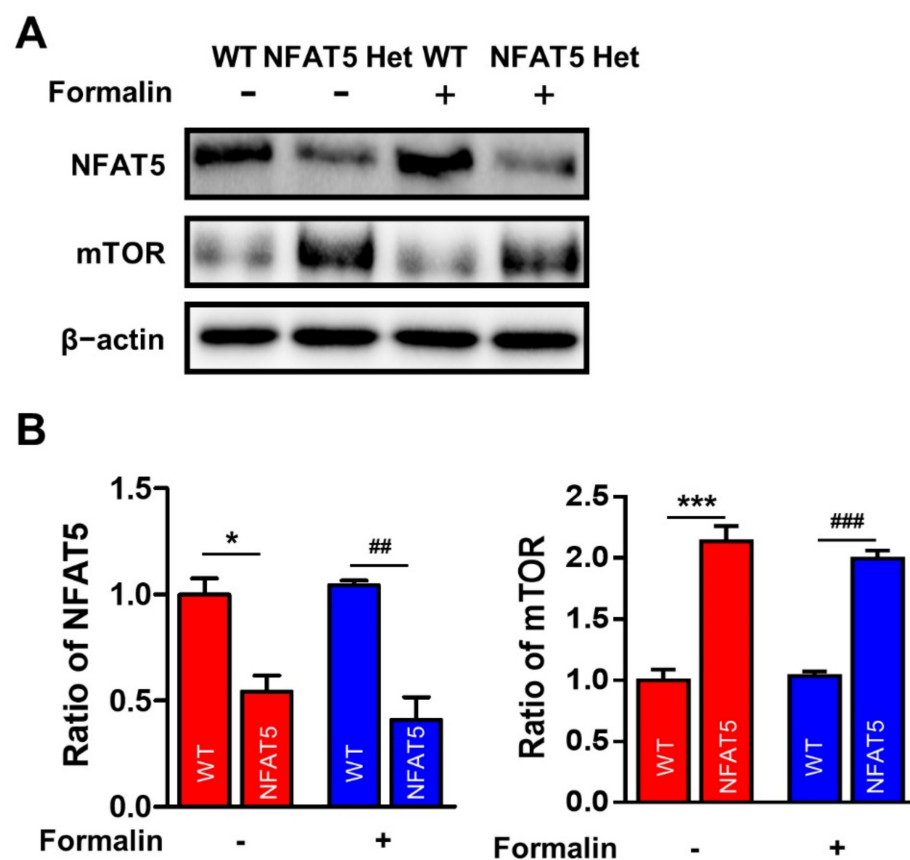 A
WT NFAT5 Het WT NFAT5 Het
Formalin - - + +
NFAT5
mTOR
β-actin
B
Ratio of NFAT5
1.5
1.0
0.5
0.0
* ##
WT NFAT5 WT NFAT5
Formalin - +
Ratio of mTOR
2.5
2.0
1.5
1.0
0.5
0.0
*** ###
WT NFAT5 WT NFAT5
Formalin - +